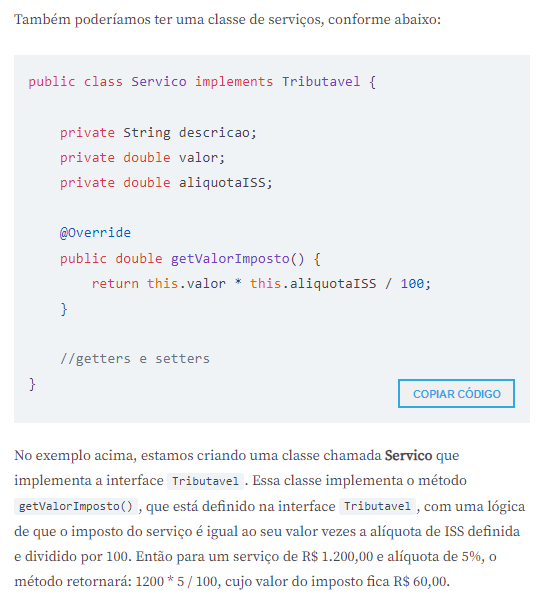 Também poderíamos ter uma classe de serviços, conforme abaixo:
public class Servico implements Tributavel {
private String descricao;
private double valor;
private double aliquotaISS;
@Override
public double getValorImposto() {
return this.valor * this.aliquotaISS / 100;
}
//getters e setters
}
COPIAR CÓDIGO
No exemplo acima, estamos criando uma classe chamada Servico que
implementa a interface Tributavel. Essa classe implementa o método
getValorImposto(), que está definido na interface Tributavel, com uma lógica
de que o imposto do serviço é igual ao seu valor vezes a alíquota de ISS definida
e dividido por 100. Então para um serviço de R$ 1.200,00 e alíquota de 5%, o
método retornará: 1200 * 5 / 100, cujo valor do imposto fica R$ 60,00.